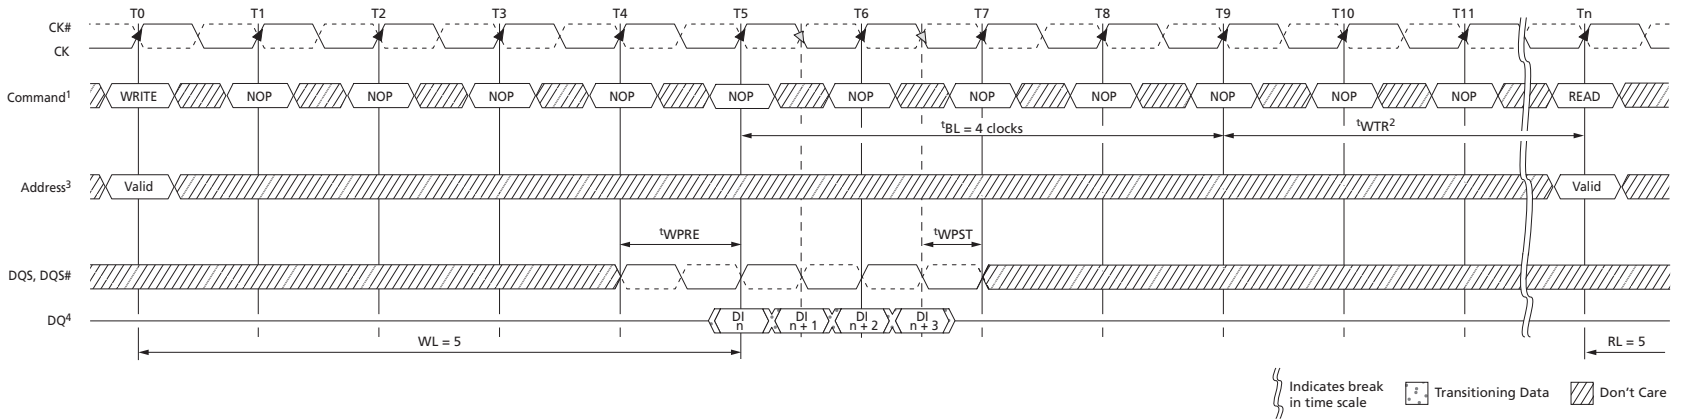 T0 T1 T2 T3 T4 T5 T6 T7 T8 T9 T10 T11 Tn
CK#
CK
Command¹ WRITE NOP NOP NOP NOP NOP NOP NOP NOP NOP NOP NOP READ
ᵗBL = 4 clocks ᵗWTR²
Address³ Valid Valid
ᵗWPRE ᵗWPST
DQS, DQS#
DQ⁴ DI n DI n + 1 DI n + 2 DI n + 3
WL = 5 RL = 5
Indicates break
in time scale
Transitioning Data
Don't Care